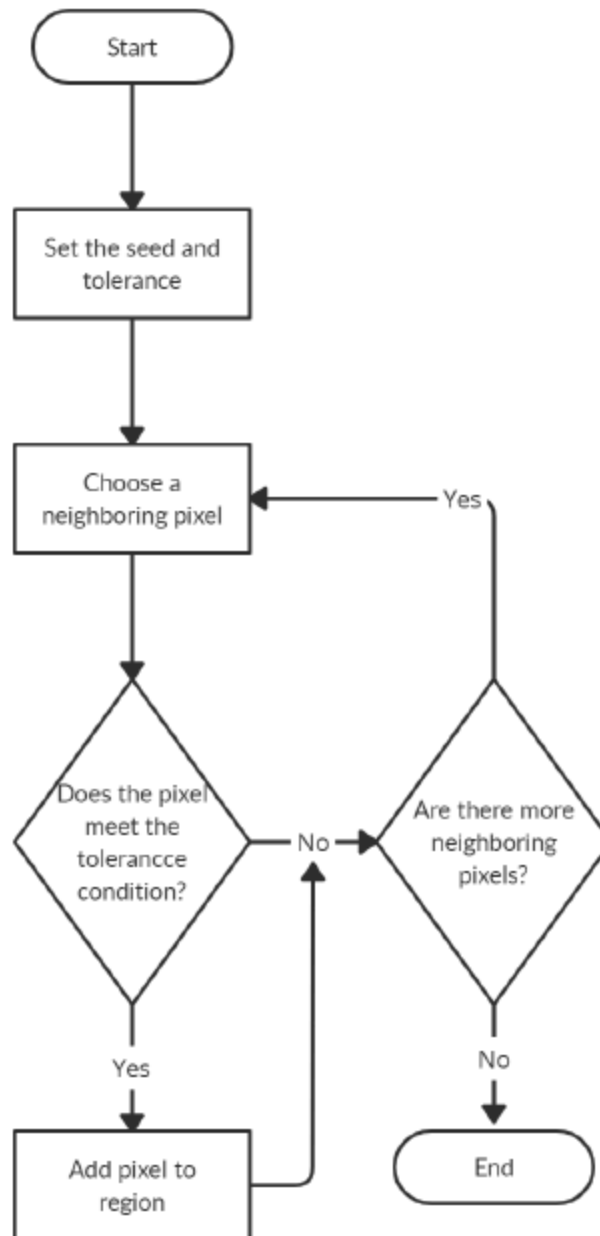 Start
Set the seed and
tolerance
Choose a
neighboring pixel
Yes
Does the pixel
meet the
tolerancce
condition?
No
Are there more
neighboring
pixels?
Yes
No
Add pixel to
region
End